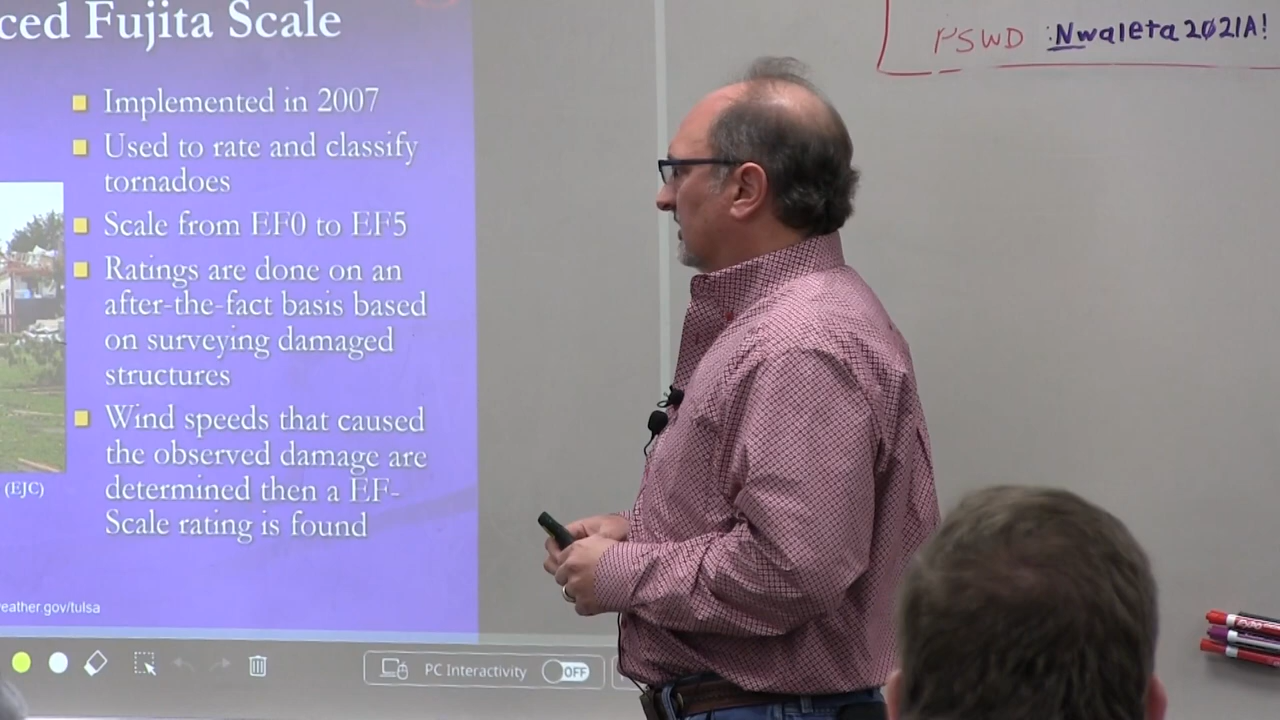 ced Fujita Scale
Implemented in 2007
Used to rate and classify
tornadoes
Scale from EF0 to EF5
Ratings are done on an
after-the-fact basis based
on surveying damaged
structures
Wind speeds that caused
the observed damage are
determined then a EF-
Scale rating is found
(EJC)
eather.gov/tulsa
PC Interactivity OFF
PSWD :Nwaleta2021A!
EXPO